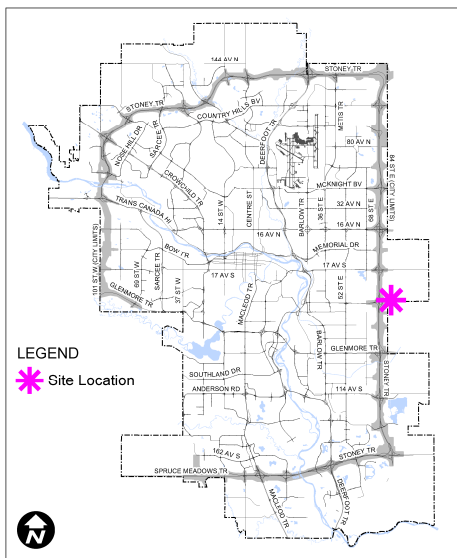 144 AV N
STONEY TR
STONEY TR
COUNTRY HILLS BV
NOSE HILL DR
SARCEE TR
DEERFOOT TR
METIS TR
80 AV N
84 ST E (CITY LIMITS)
CROWCHILD TR
MCKNIGHT BV
TRANS CANADA HI
14 ST W
CENTRE ST
BARLOW TR
36 ST E
32 AV N
68 ST E
16 AV N
16 AV N
101 ST W (CITY LIMITS)
BOW TR
MEMORIAL DR
69 ST W
SARCEE TR
37 ST W
17 AV S
17 AV S
GLENMORE TR
MACLEOD TR
52 ST E
BARLOW TR
GLENMORE TR
LEGEND
Site Location
SOUTHLAND DR
ANDERSON RD
114 AV S
STONEY TR
162 AV S
STONEY TR
SPRUCE MEADOWS TR
MACLEOD TR
DEERFOOT TR
N